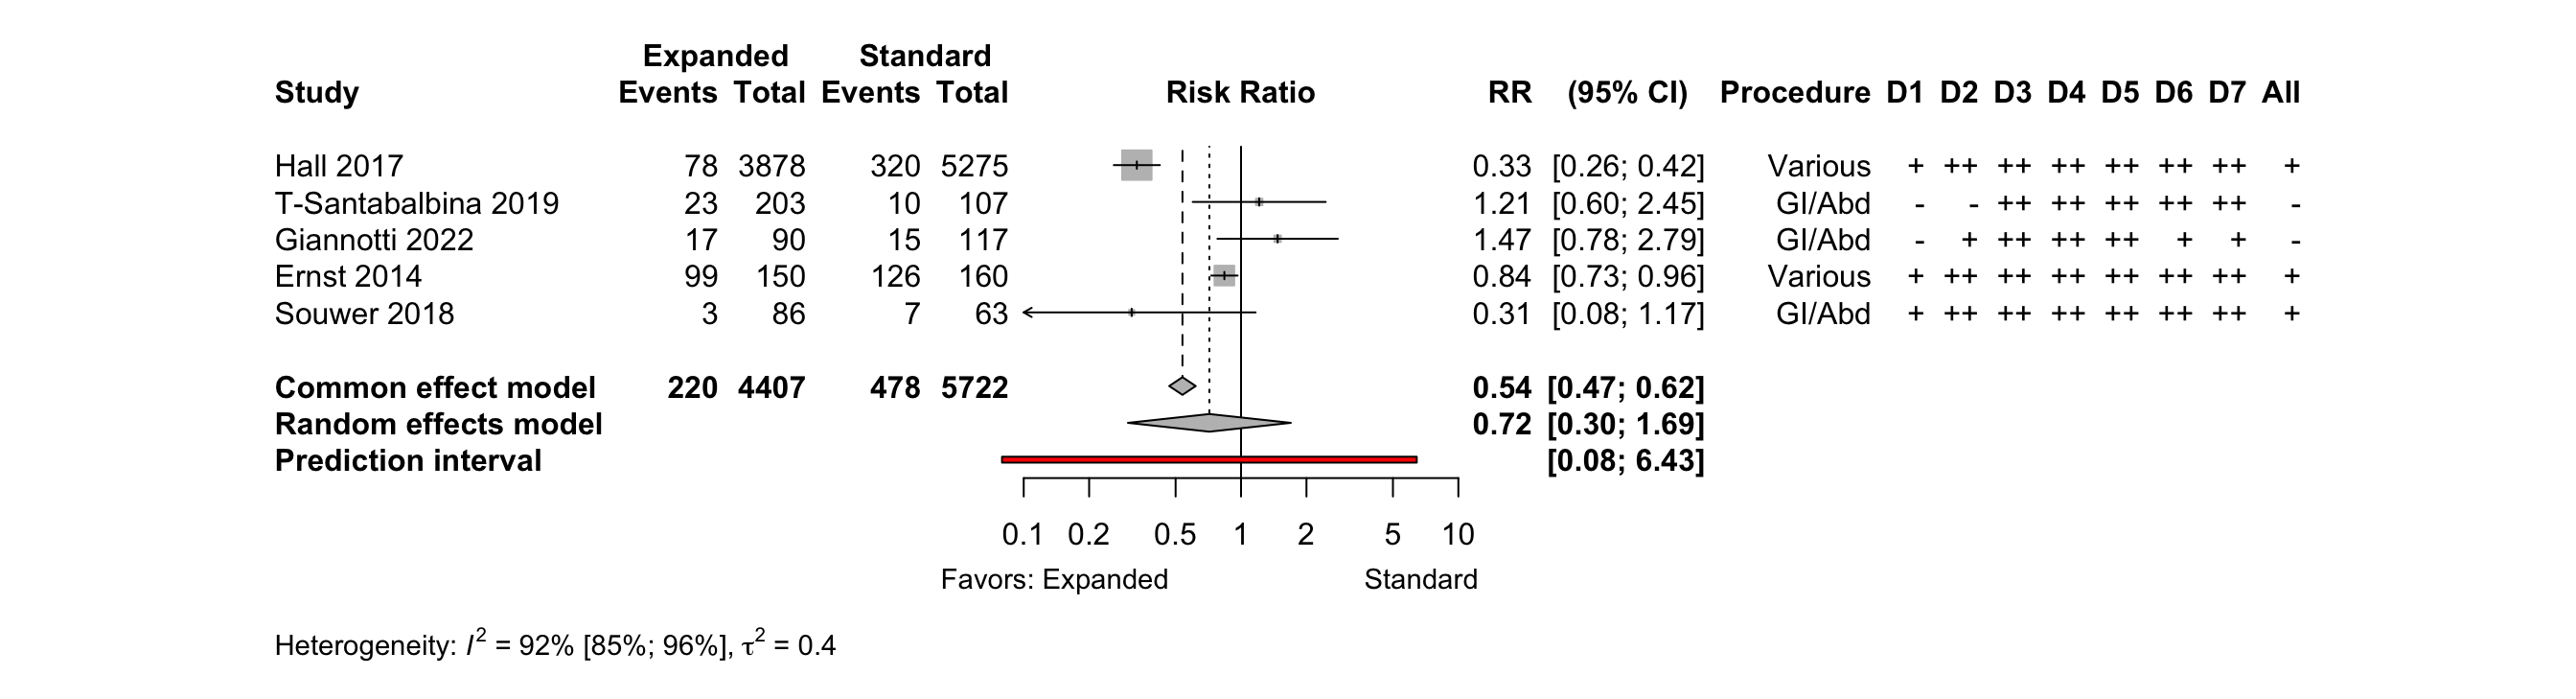 Expanded Standard
Study Events Total Events Total Risk Ratio RR (95% CI) Procedure D1 D2 D3 D4 D5 D6 D7 All
Hall 2017 78 3878 320 5275 0.33 [0.26; 0.42] Various + ++ ++ ++ ++ ++ ++ +
T-Santabalbina 2019 23 203 10 107 1.21 [0.60; 2.45] GI/Abd - - ++ ++ ++ ++ ++ -
Giannotti 2022 17 90 15 117 1.47 [0.78; 2.79] GI/Abd - + ++ ++ ++ + + -
Ernst 2014 99 150 126 160 0.84 [0.73; 0.96] Various + ++ ++ ++ ++ ++ ++ +
Souwer 2018 3 86 7 63 0.31 [0.08; 1.17] GI/Abd + ++ ++ ++ ++ ++ ++ +
Common effect model 220 4407 478 5722 0.54 [0.47; 0.62]
Random effects model 0.72 [0.30; 1.69]
Prediction interval [0.08; 6.43]
0.1 0.2 0.5 1 2 5 10
Favors: Expanded Standard
Heterogeneity: I² = 92% [85%; 96%], τ² = 0.4